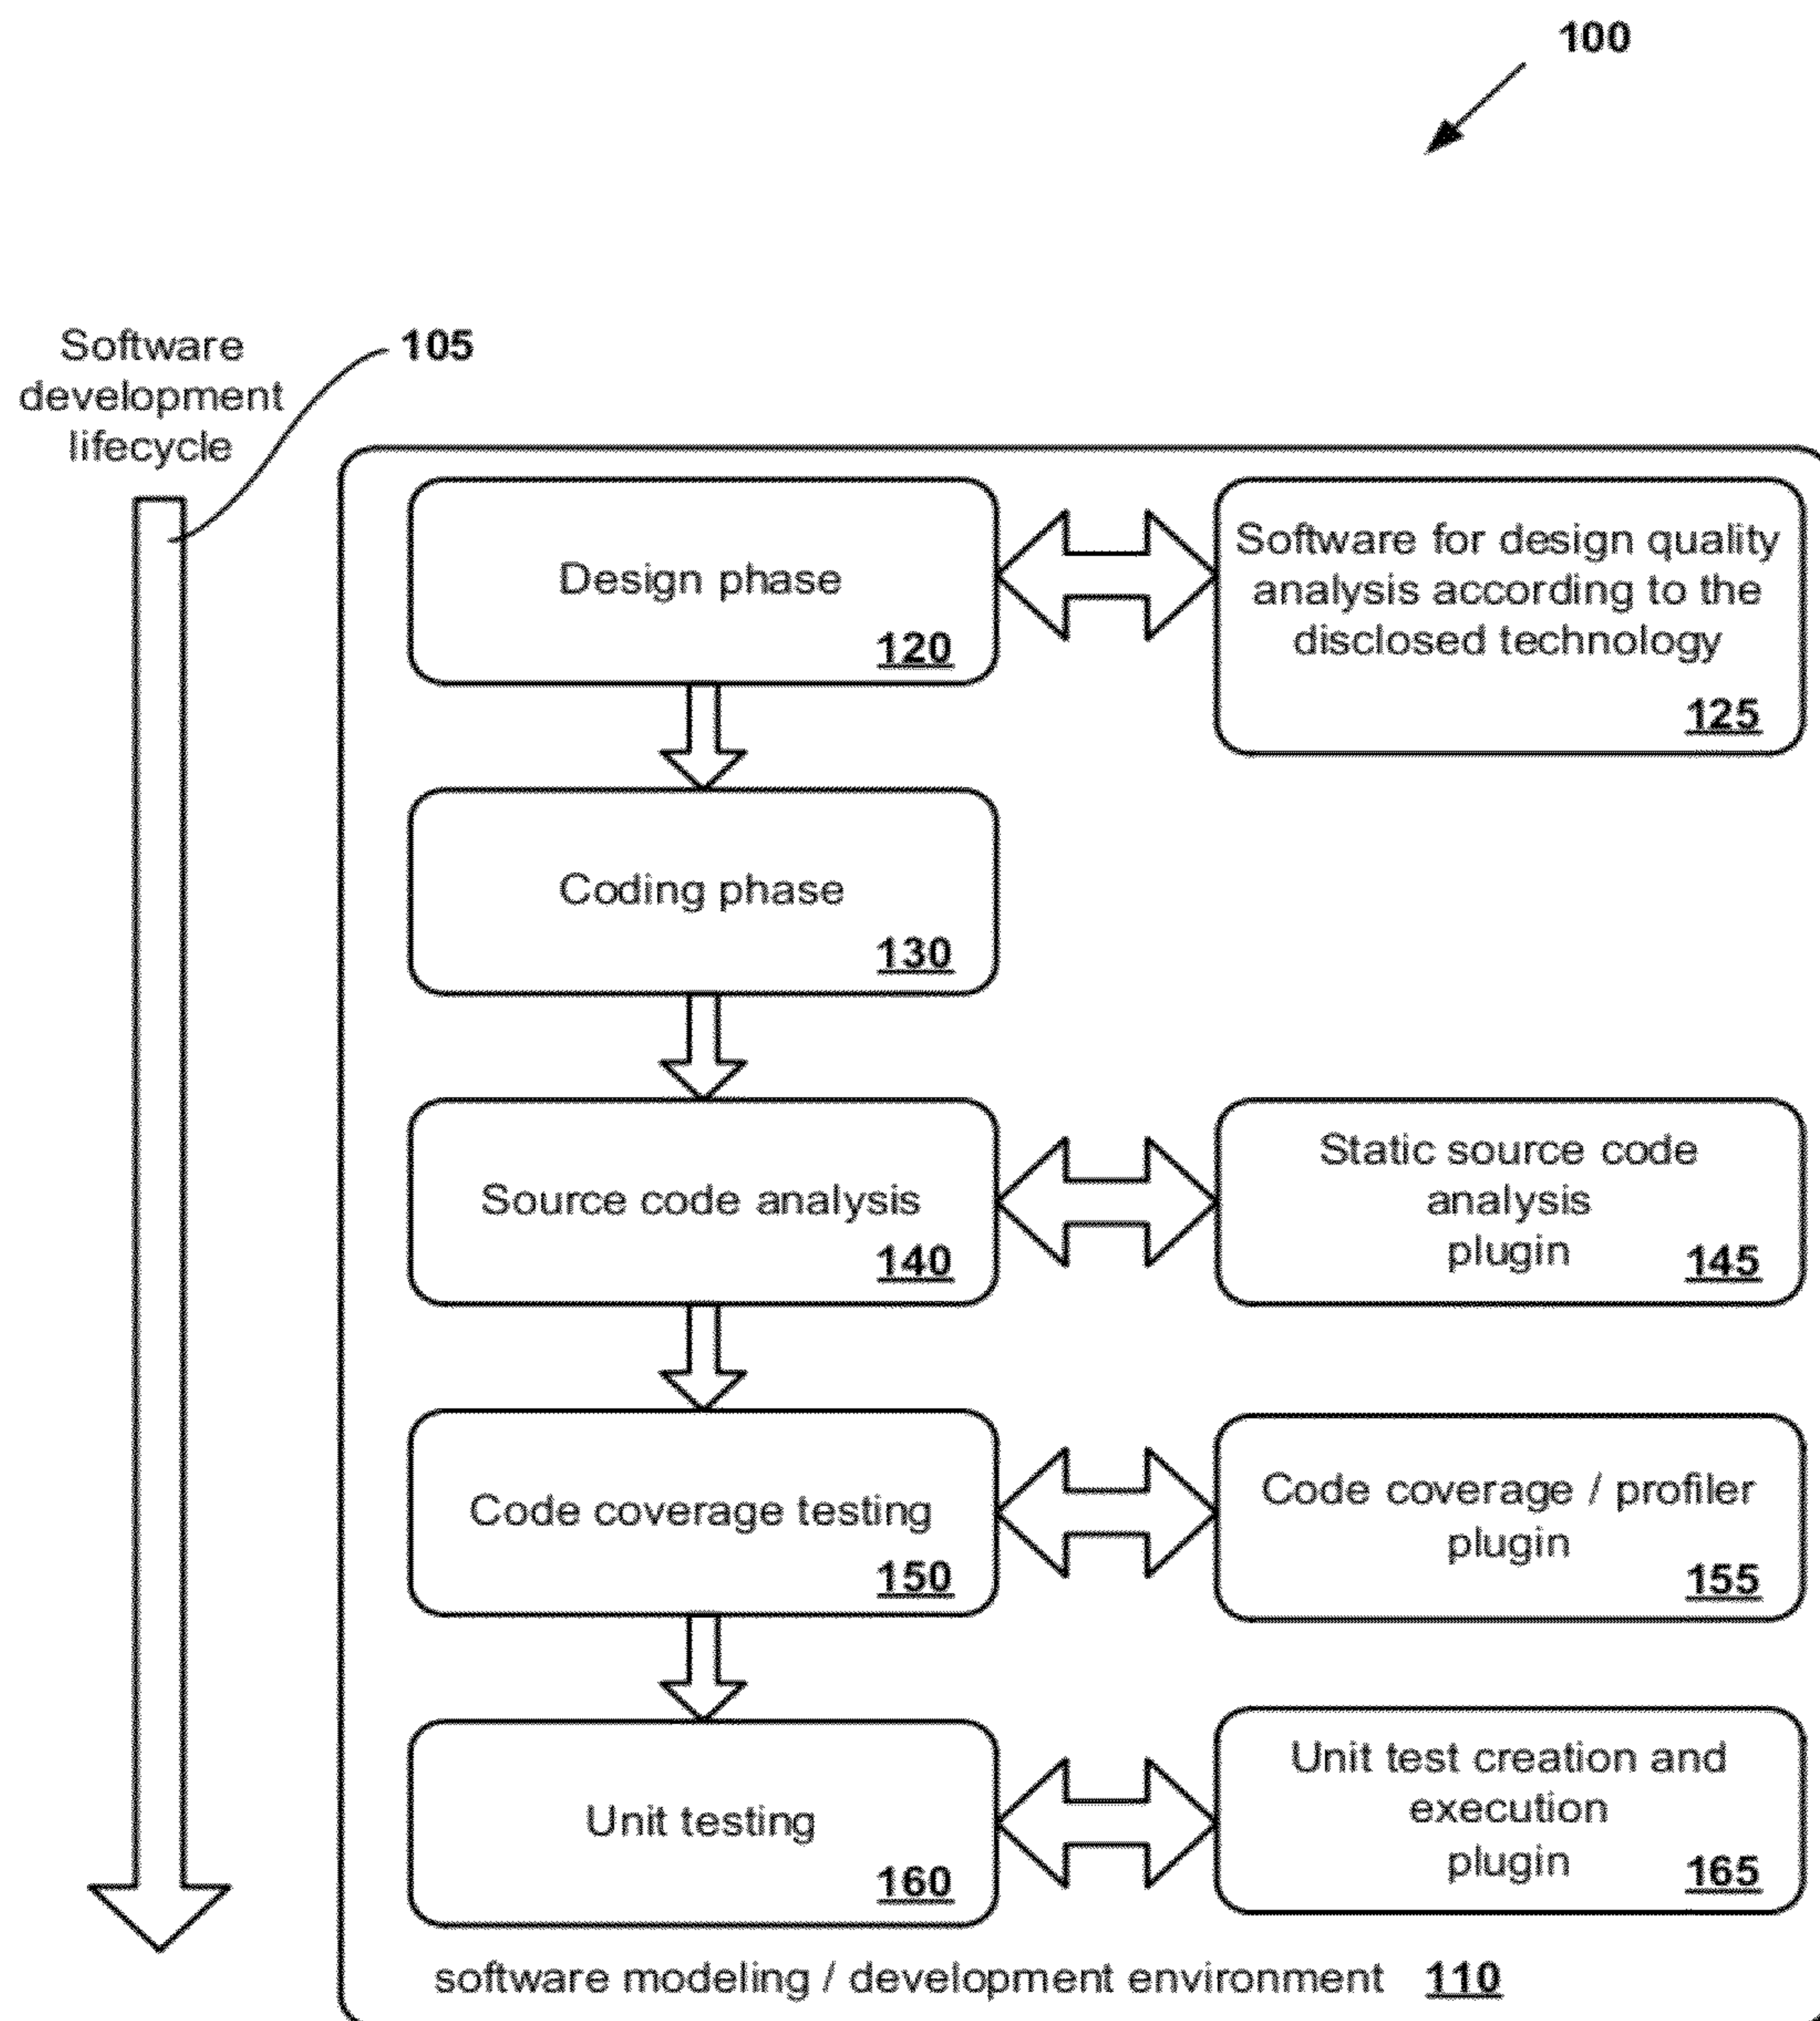 100
Software
development
lifecycle
105
Design phase
120
Software for design quality
analysis according to the
disclosed technology
125
Coding phase
130
Source code analysis
140
Static source code
analysis
plugin
145
Code coverage testing
150
Code coverage / profiler
plugin
155
Unit testing
160
Unit test creation and
execution
plugin
165
software modeling / development environment 110